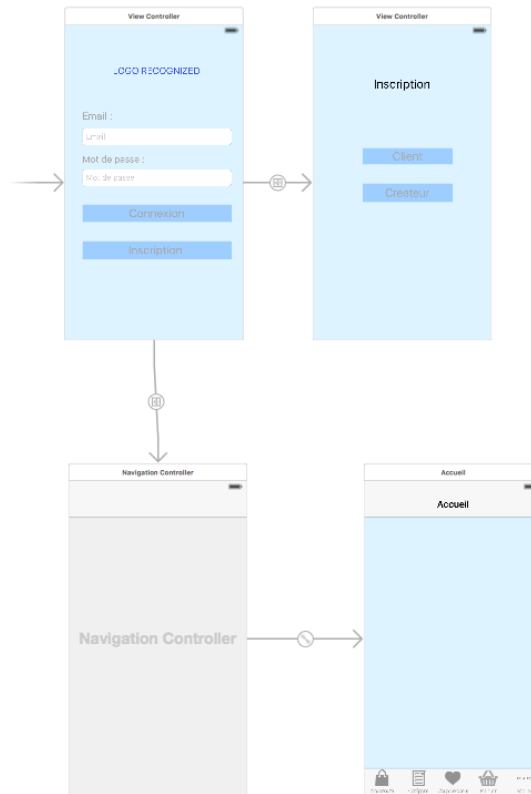 View Controller
LOGO RECOGNIZED
Email :
Email
Mot de passe :
Mot de passe
Connexion
Inscription
View Controller
Inscription
Client
Createur
Navigation Controller
Navigation Controller
Accueil
Accueil